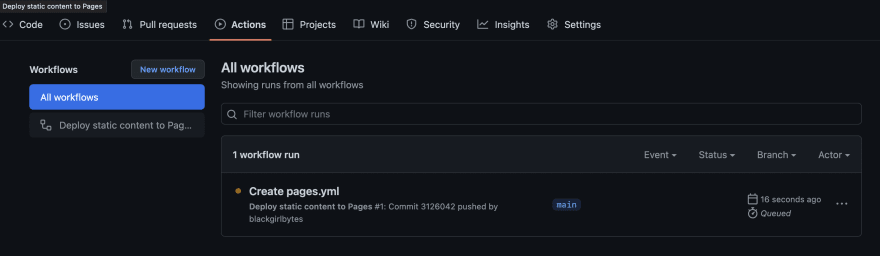 Deploy static content to Pages
Code Issues Pull requests Actions Projects Wiki Security Insights Settings
Workflows
New workflow
All workflows
Deploy static content to Pag...
All workflows
Showing runs from all workflows
Filter workflow runs
1 workflow run
Event Status Branch Actor
Create pages.yml
Deploy static content to Pages #1: Commit 3126042 pushed by
blackgirlbytes
main
16 seconds ago
Queued